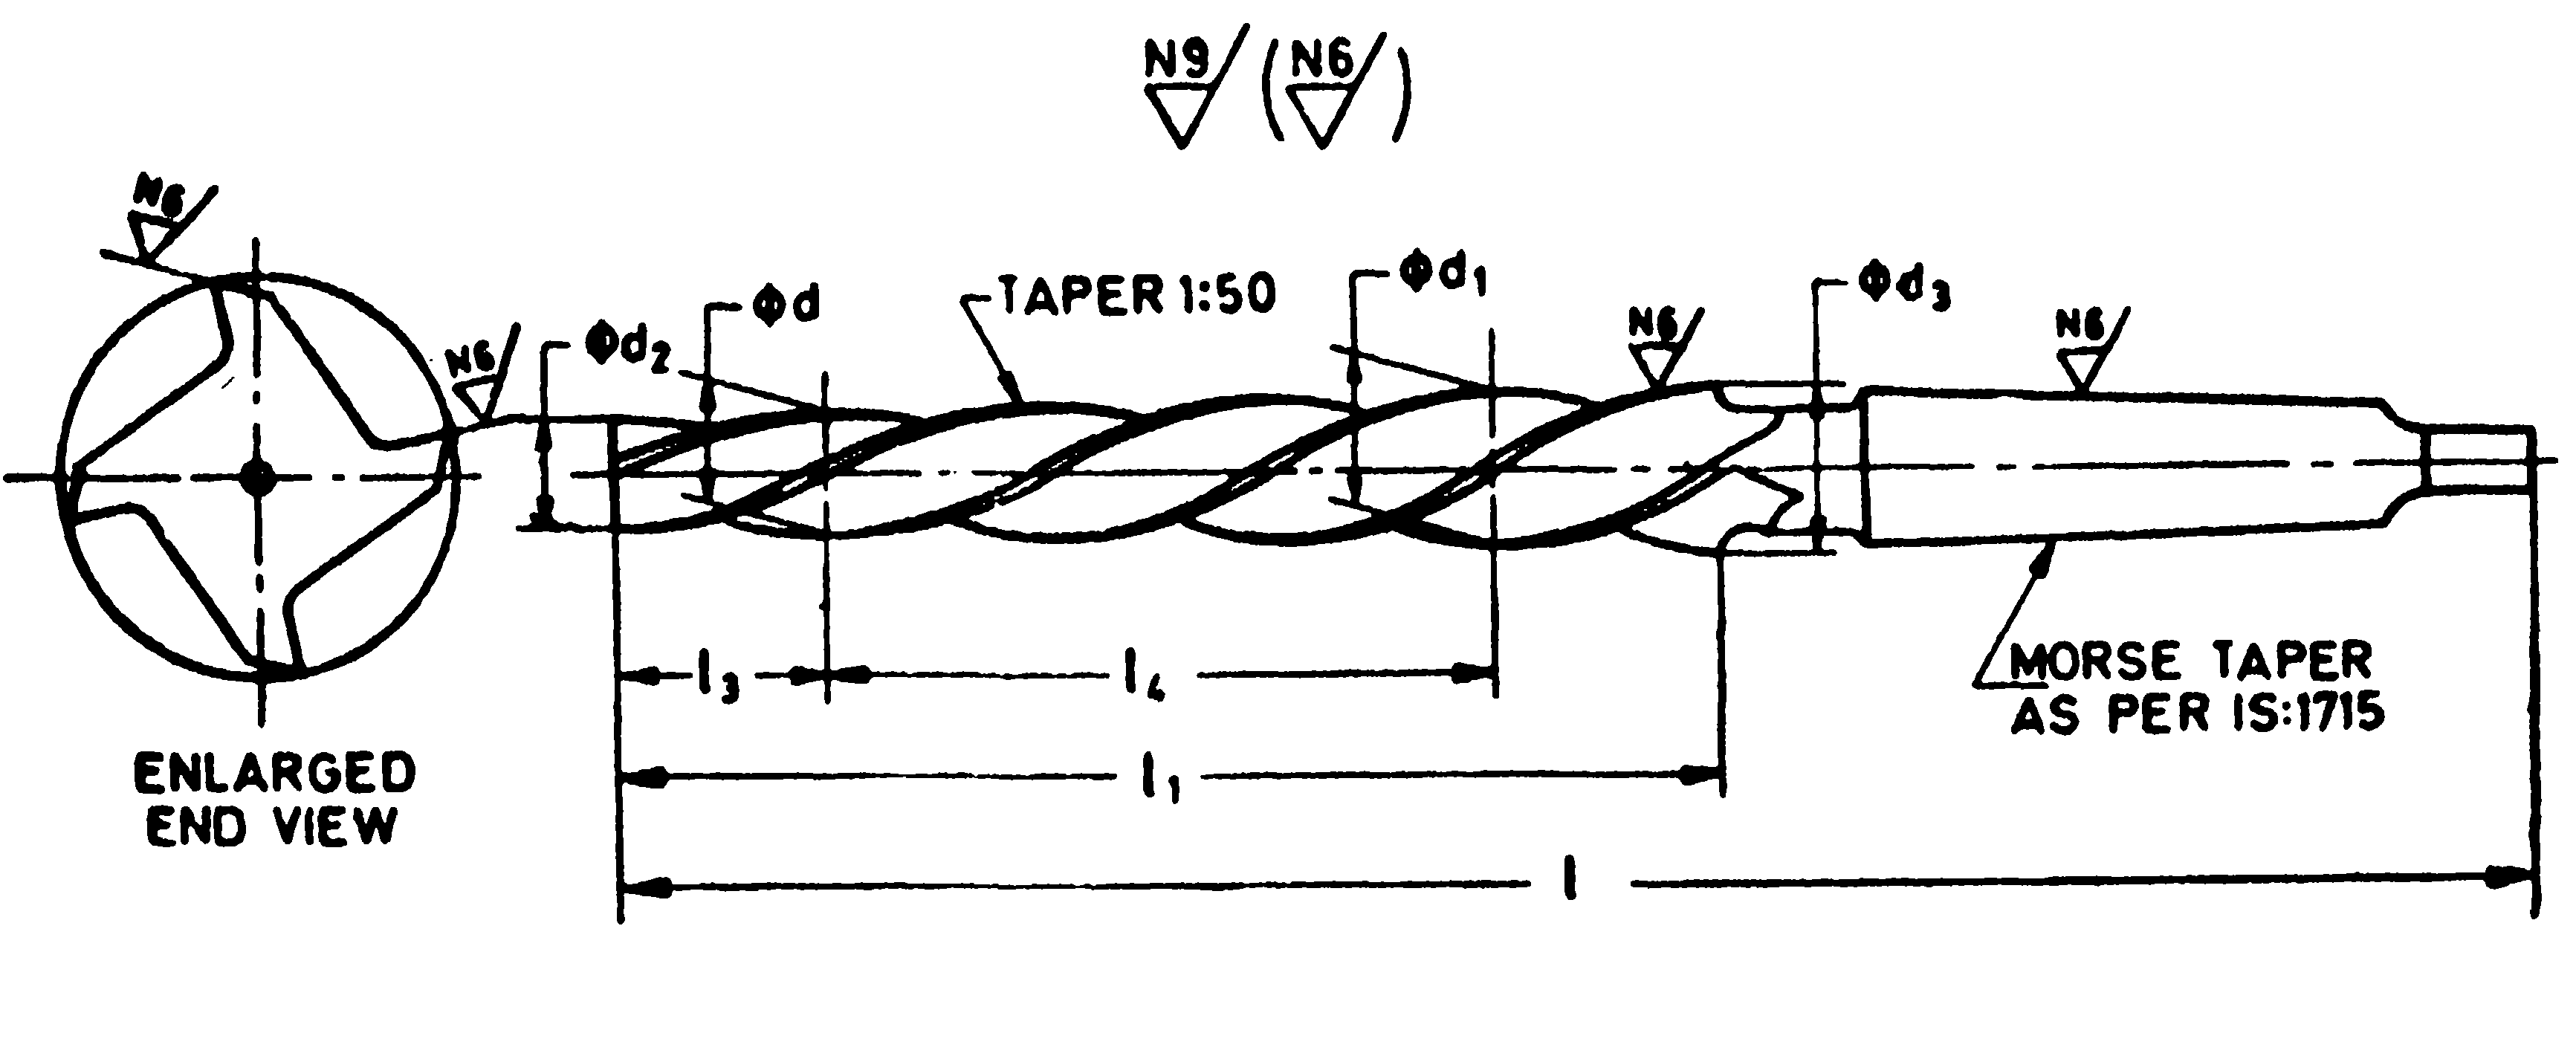 N9 (N6)
N6
N6
Φd2
Φd
TAPER 1:50
Φd1
N6
Φd3
N6
l3
l4
MORSE TAPER
AS PER IS:1715
l1
ENLARGED
END VIEW
l